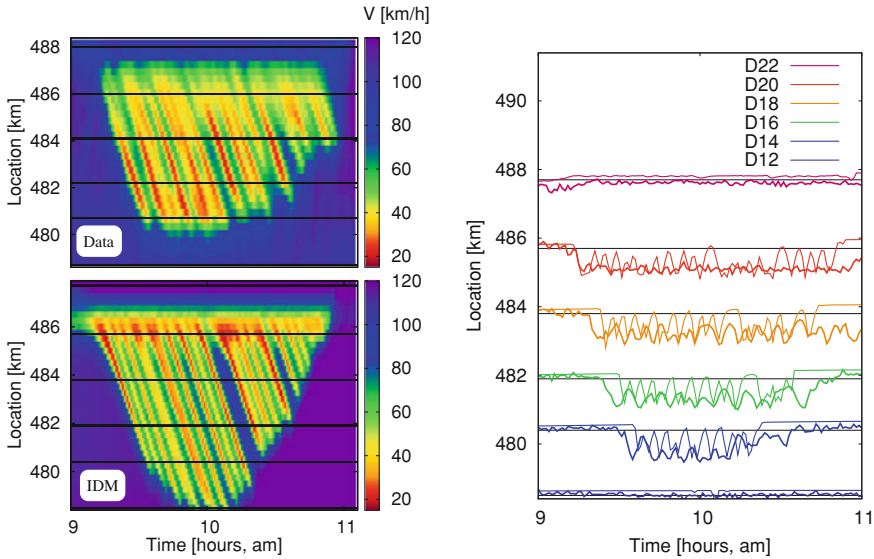 V [km/h]
488
486
484
482
480
Location [km]
Data
120
100
80
60
40
20
486
484
482
480
Location [km]
IDM
120
100
80
60
40
20
9
10
11
Time [hours, am]
D22
D20
D18
D16
D14
D12
490
488
486
484
482
480
Location [km]
9
10
11
Time [hours, am]